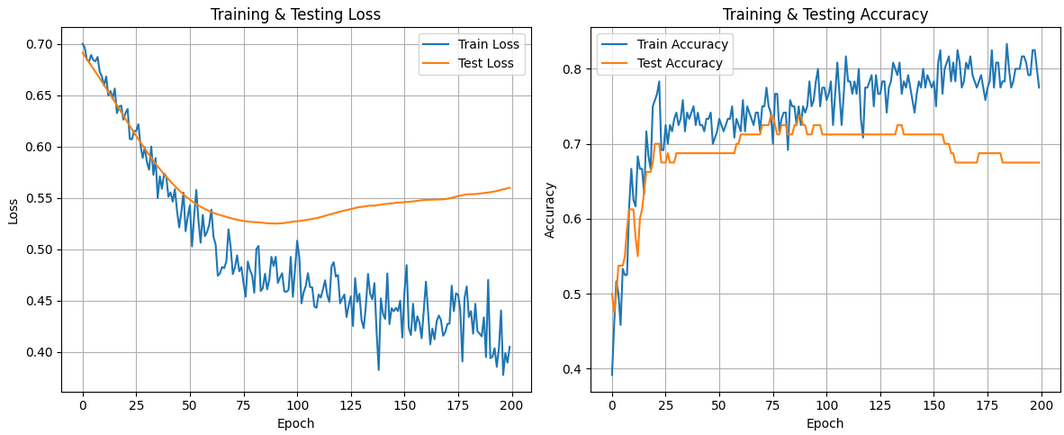 Training & Testing Loss
Train Loss
Test Loss
0.70
0.65
0.60
0.55
0.50
0.45
0.40
Loss
0 25 50 75 100 125 150 175 200
Epoch
Training & Testing Accuracy
Train Accuracy
Test Accuracy
0.8
0.7
0.6
0.5
0.4
Accuracy
0 25 50 75 100 125 150 175 200
Epoch